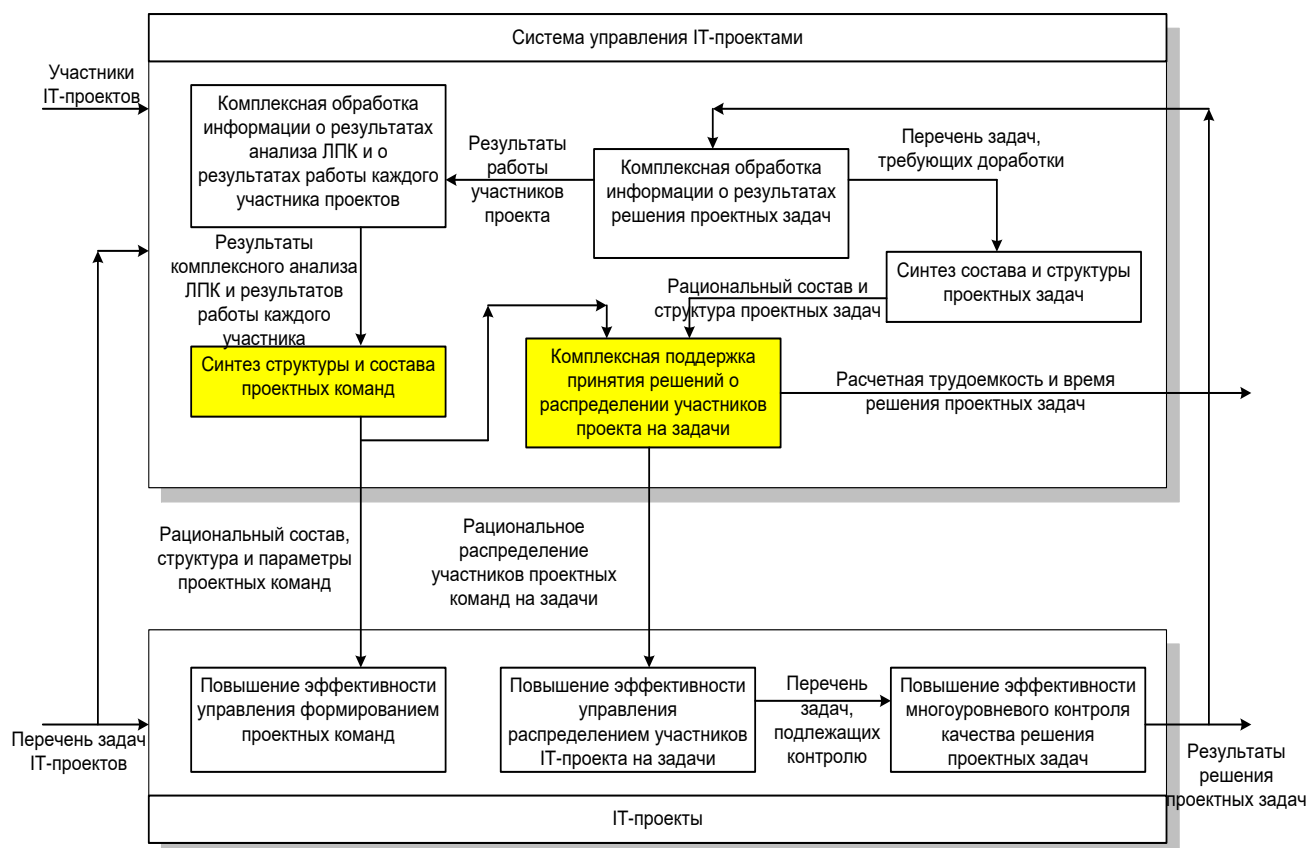 Система управления IT-проектами
Участники
IT-проектов
Комплексная обработка
информации о результатах
анализа ЛПК и о
результатах работы каждого
участника проектов
Результаты
работы
участников
проекта
Комплексная обработка
информации о результатах
решения проектных задач
Перечень задач,
требующих доработки
Результаты
комплексного анализа
ЛПК и результатов
работы каждого
участника
Синтез состава и структуры
проектных задач
Рациональный состав и
структура проектных задач
Синтез структуры и состава
проектных команд
Комплексная поддержка
принятия решений о
распределении участников
проекта на задачи
Расчетная трудоемкость и время
решения проектных задач
Рациональный состав,
структура и параметры
проектных команд
Рациональное
распределение
участников проектных
команд на задачи
Перечень задач
IT-проектов
Повышение эффективности
управления формированием
проектных команд
Повышение эффективности
управления
распределением участников
IT-проекта на задачи
Перечень
задач,
подлежащих
контролю
Повышение эффективности
многоуровневого контроля
качества решения
проектных задач
Результаты
решения
проектных задач
IT-проекты